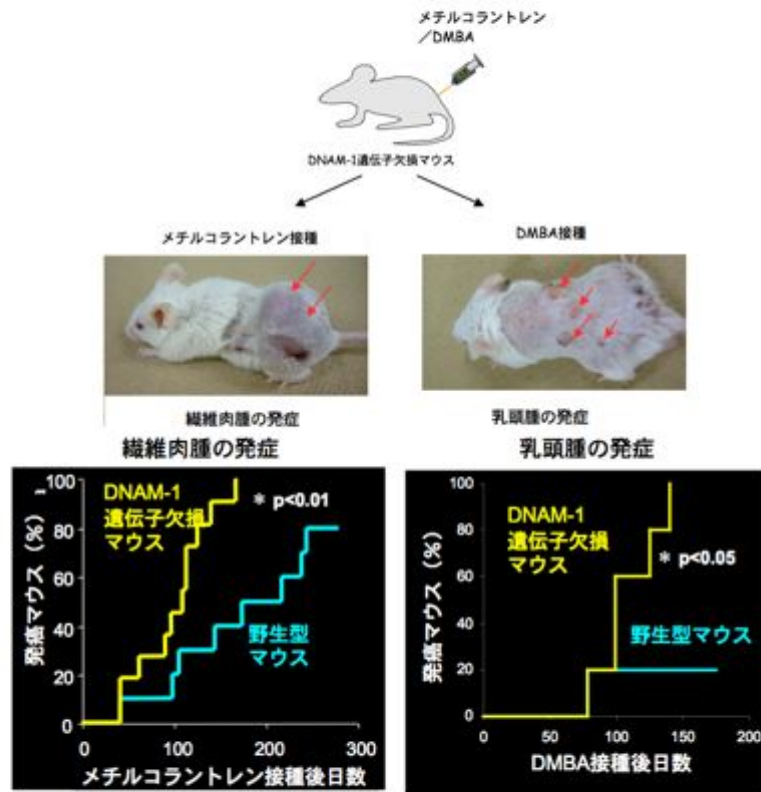 メチルコラントレン
／DMBA
DNAM-1遺伝子欠損マウス
メチルコラントレン接種
DMBA接種
繊維肉腫の発症
乳頭腫の発症
繊維肉腫の発症
乳頭腫の発症
100
80
60
40
20
0
発癌マウス（%）
DNAM-1
遺伝子欠損
マウス
* p<0.01
野生型
マウス
0
100
200
300
メチルコラントレン接種後日数
100
80
60
40
20
0
発癌マウス（%）
DNAM-1
遺伝子欠損
マウス
* p<0.05
野生型マウス
0
50
100
150
200
DMBA接種後日数